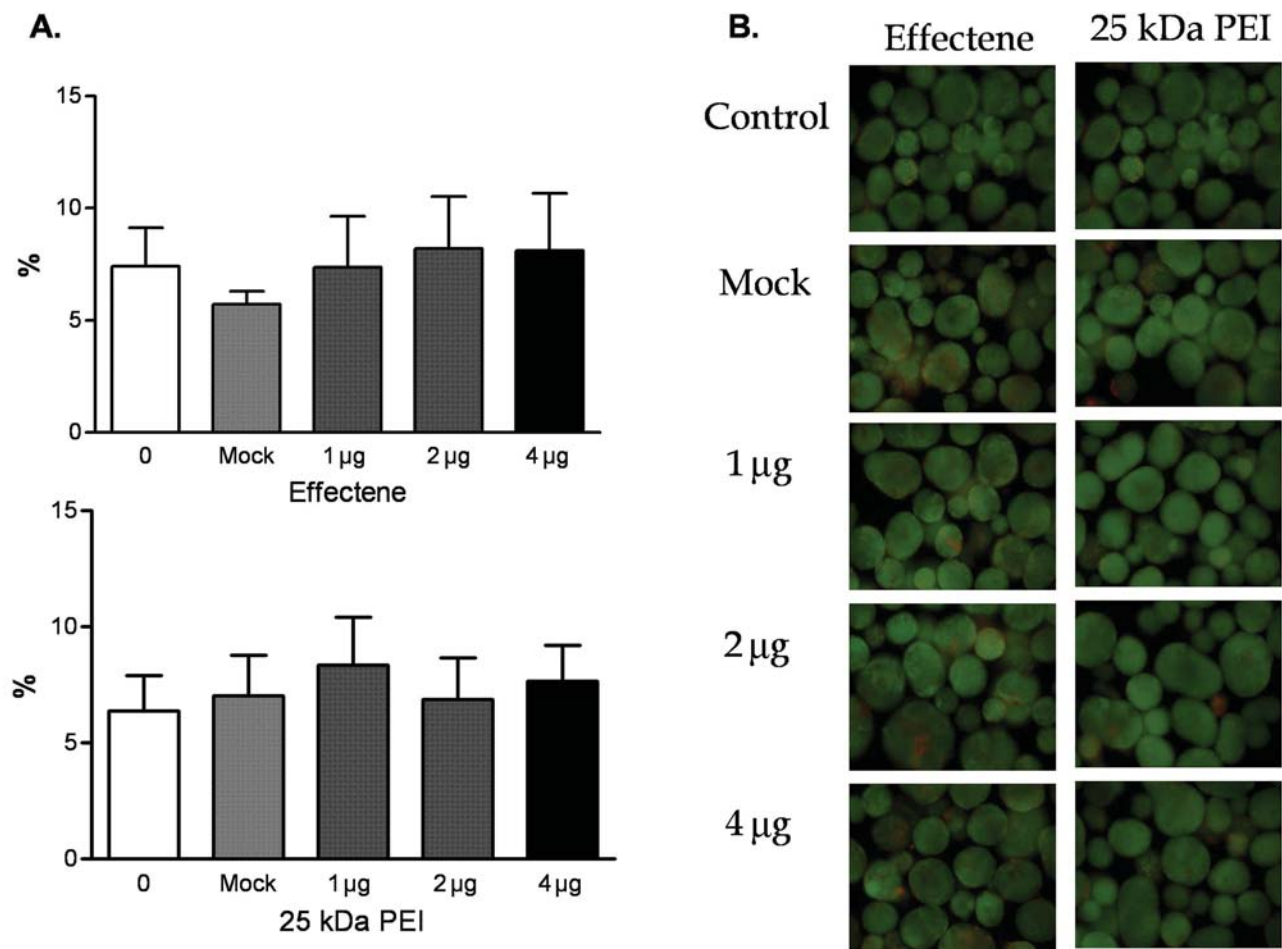 A.
15
10
5
0
%
0 Mock 1 µg 2 µg 4 µg
Effectene
15
10
5
0
%
0 Mock 1 µg 2 µg 4 µg
25 kDa PEI
B.
Effectene 25 kDa PEI
Control
Mock
1 µg
2 µg
4 µg